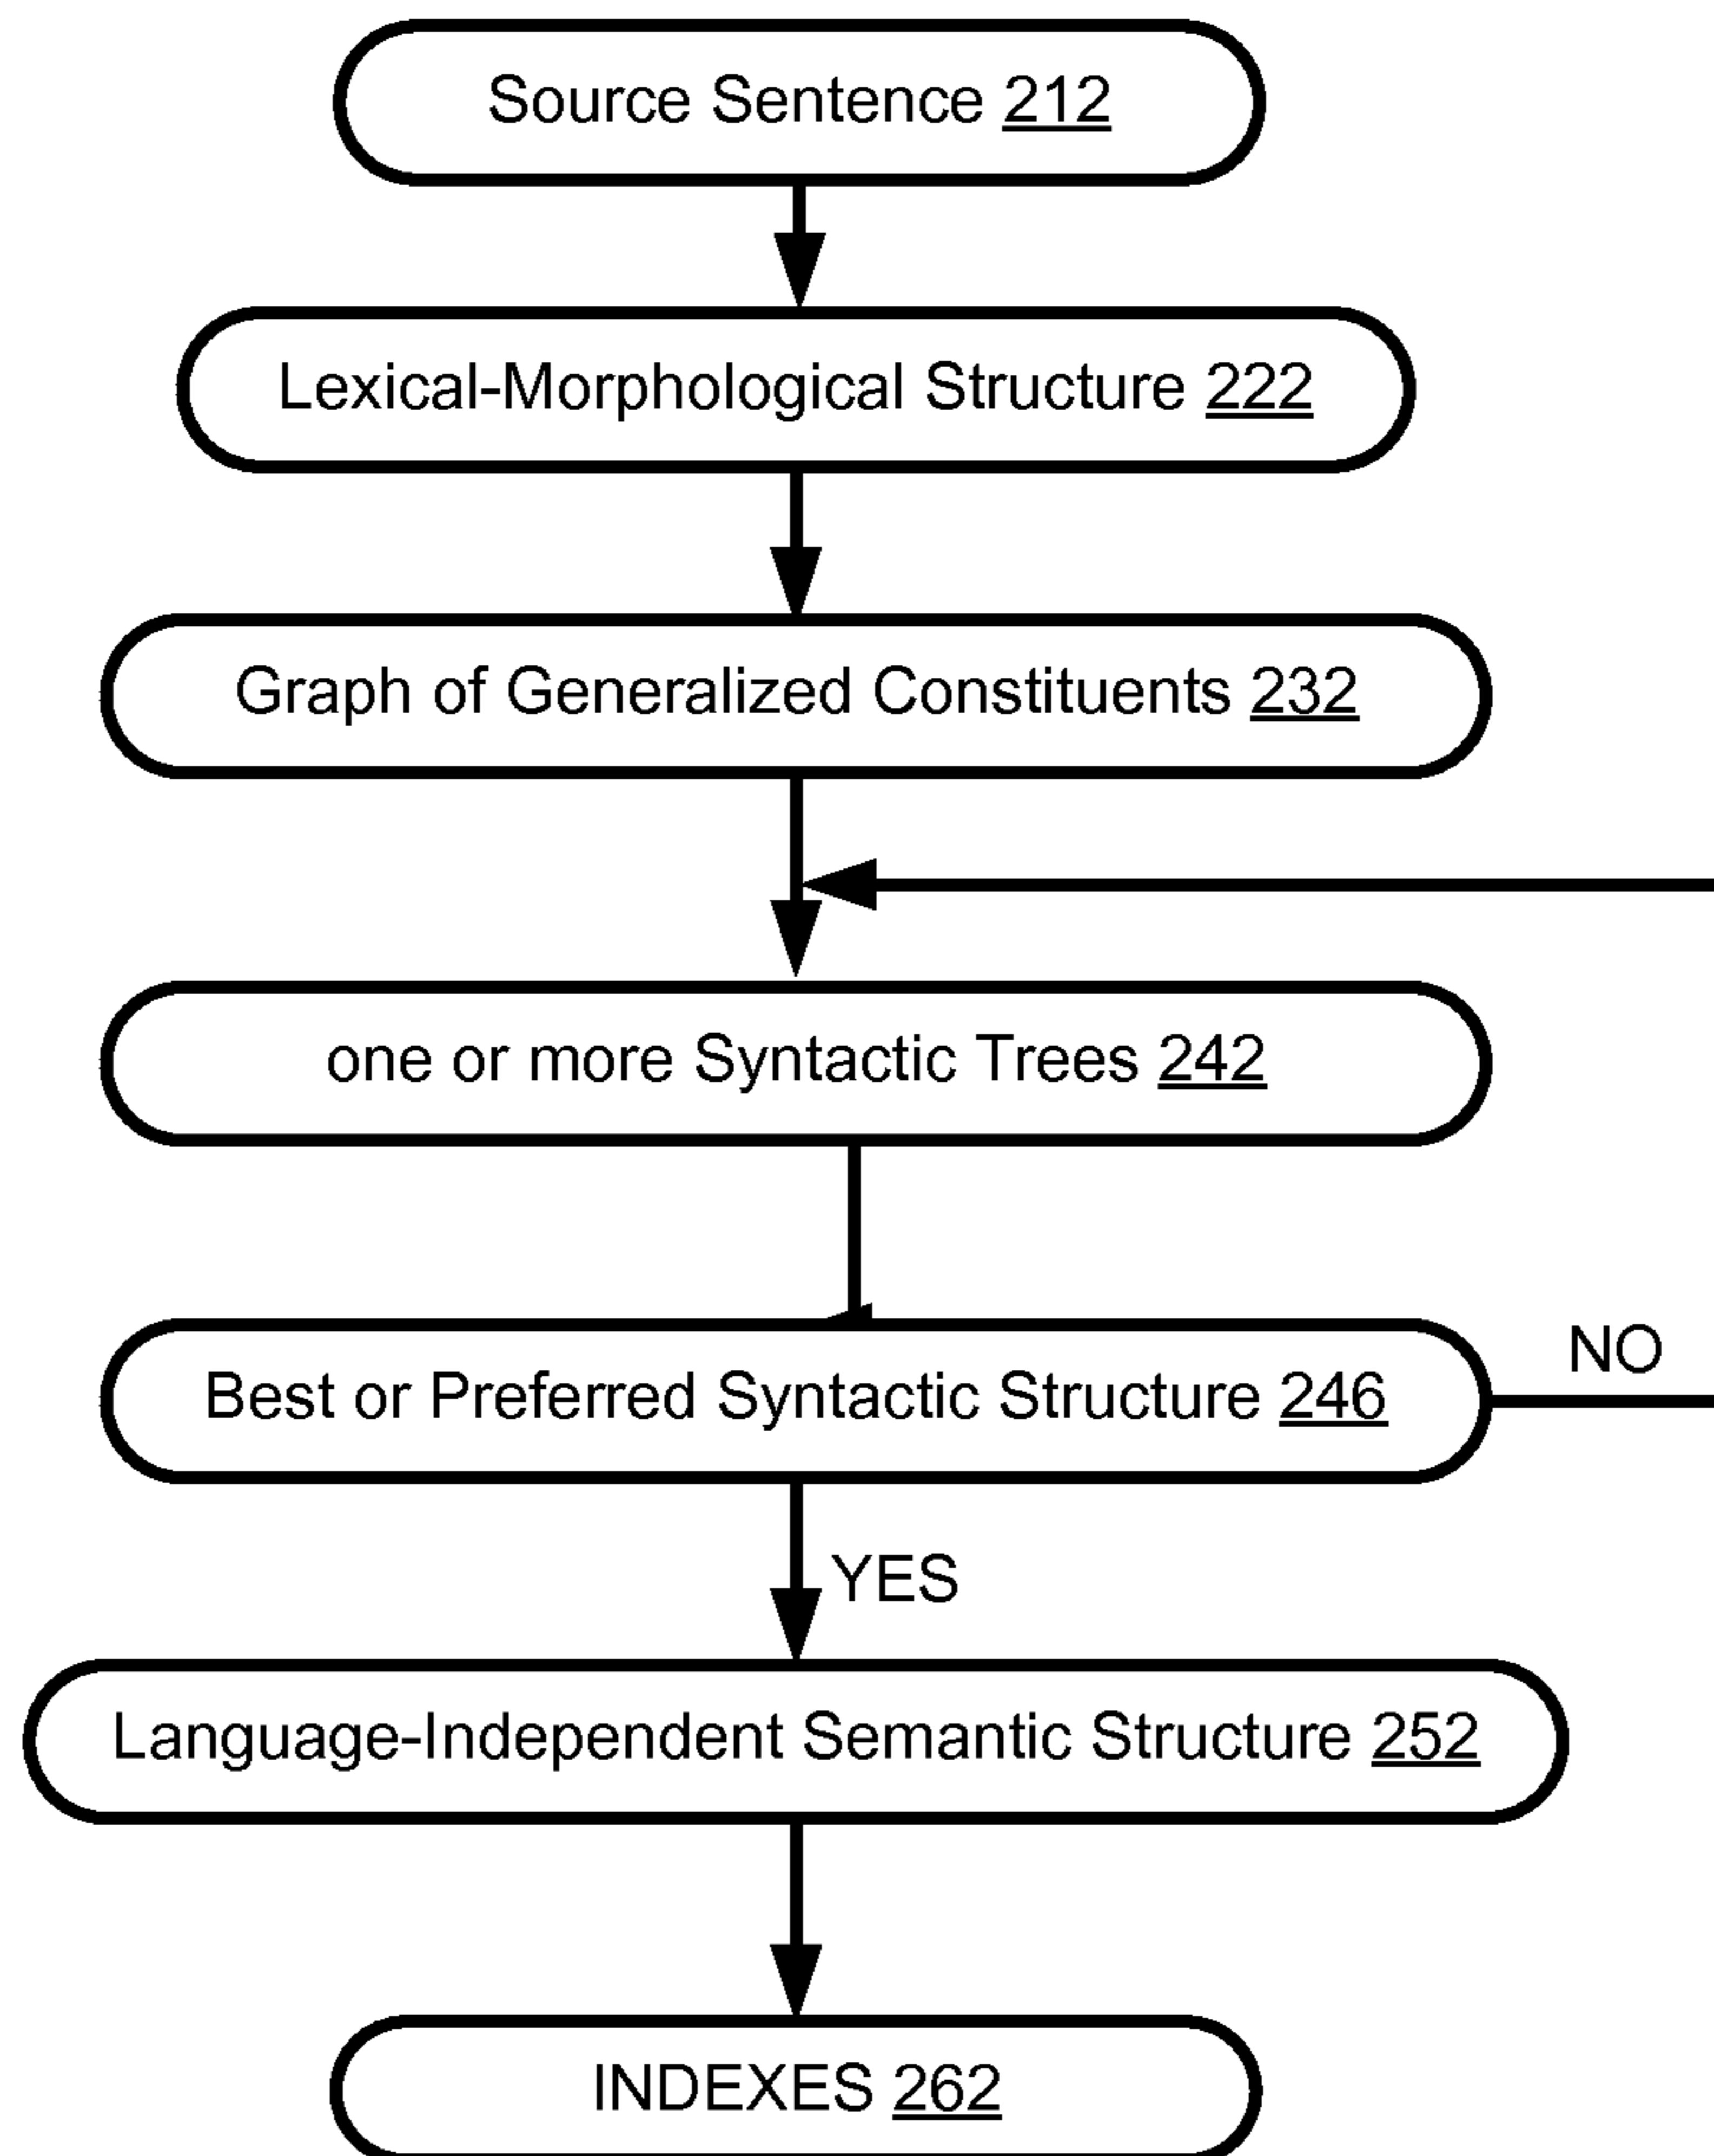 Source Sentence 212
Lexical-Morphological Structure 222
Graph of Generalized Constituents 232
one or more Syntactic Trees 242
Best or Preferred Syntactic Structure 246
NO
YES
Language-Independent Semantic Structure 252
INDEXES 262